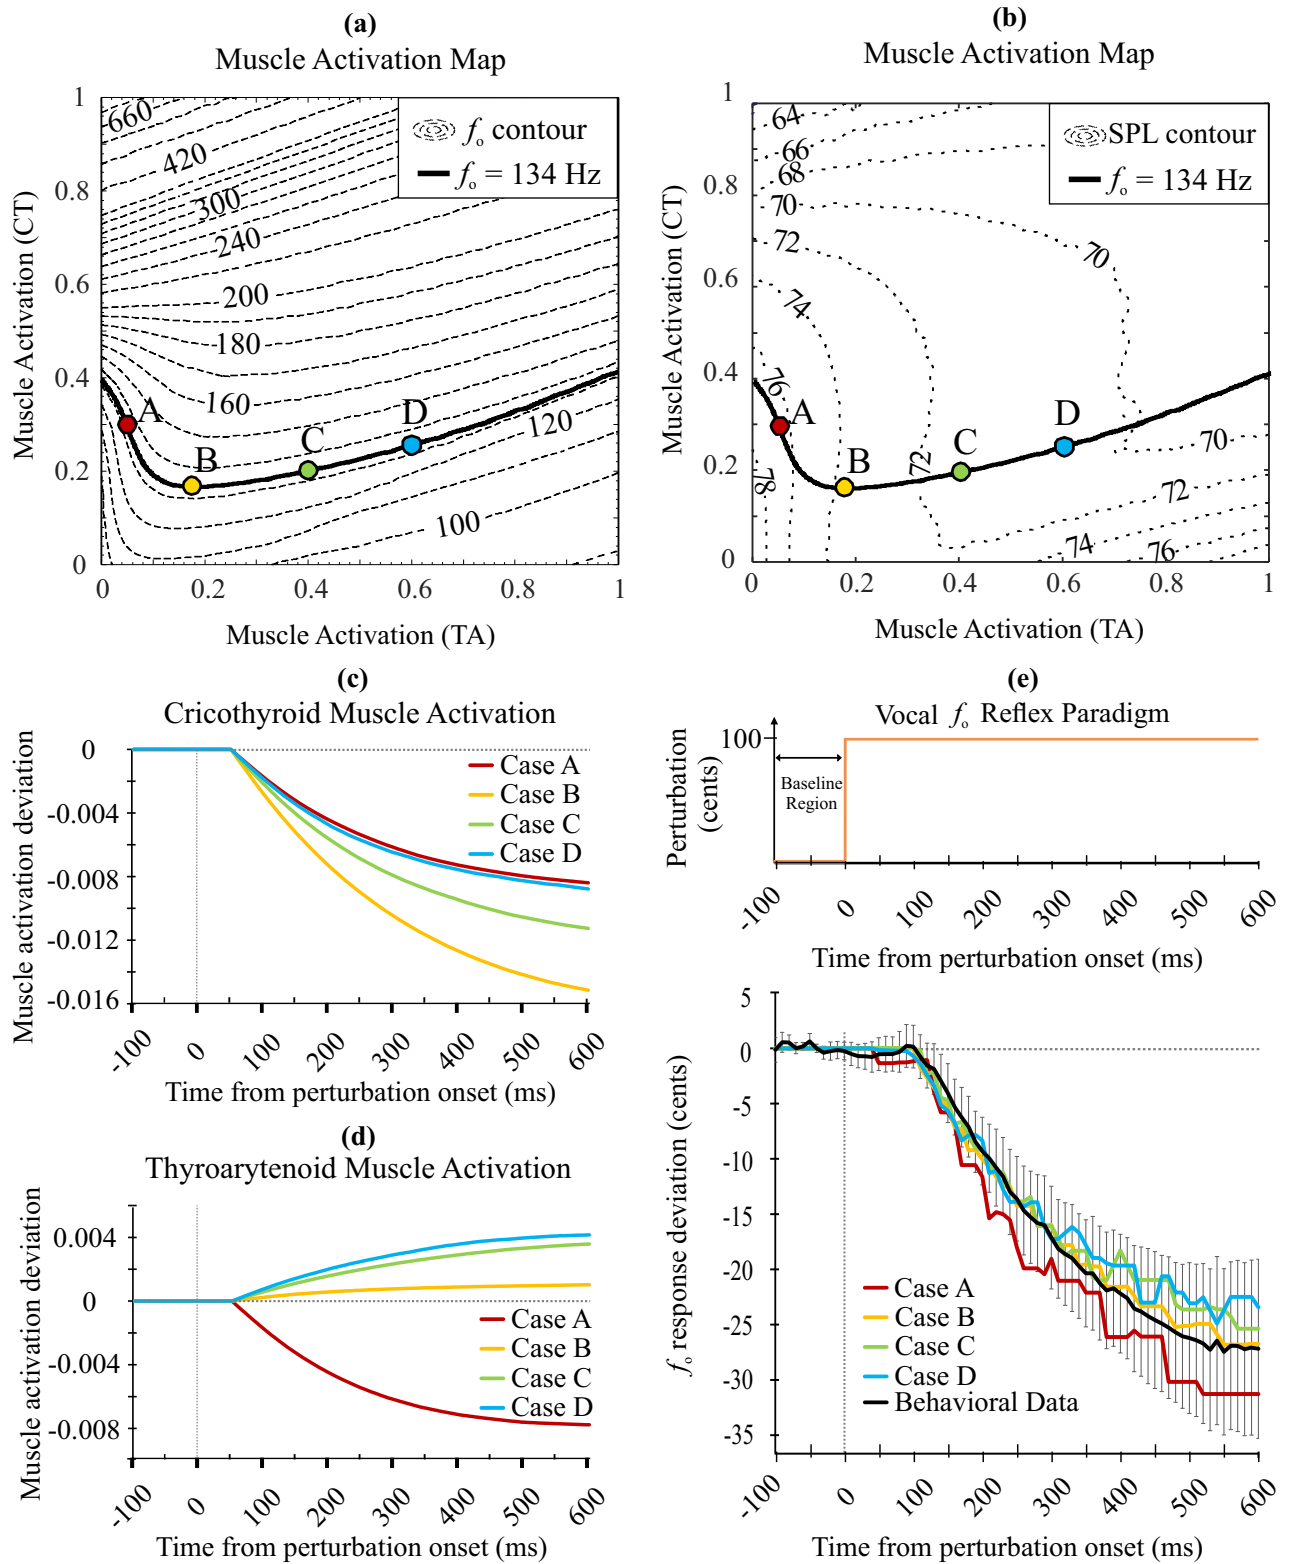 (a)
Muscle Activation Map
fo contour
fo = 134 Hz
660
420
300
240
200
180
160
120
100
A
B
C
D
1
0.8
0.6
0.4
0.2
0
0 0.2 0.4 0.6 0.8 1
Muscle Activation (CT)
Muscle Activation (TA)
(b)
Muscle Activation Map
SPL contour
fo = 134 Hz
64
66
68
70
72
74
76
78
70
72
70
72
74
76
A
B
C
D
1
0.8
0.6
0.4
0.2
0
0 0.2 0.4 0.6 0.8 1
Muscle Activation (CT)
Muscle Activation (TA)
(c)
Cricothyroid Muscle Activation
Case A
Case B
Case C
Case D
0
-0.004
-0.008
-0.012
-0.016
-100 0 100 200 300 400 500 600
Muscle activation deviation
Time from perturbation onset (ms)
(d)
Thyroarytenoid Muscle Activation
0.004
0
-0.004
-0.008
Case A
Case B
Case C
Case D
-100 0 100 200 300 400 500 600
Muscle activation deviation
Time from perturbation onset (ms)
(e)
Vocal fo Reflex Paradigm
100
Baseline
Region
Perturbation
(cents)
-100 0 100 200 300 400 500 600
Time from perturbation onset (ms)
5
0
-5
-10
-15
-20
-25
-30
-35
fo response deviation (cents)
Case A
Case B
Case C
Case D
Behavioral Data
-100 0 100 200 300 400 500 600
Time from perturbation onset (ms)